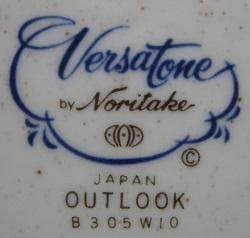 Versatone
by Noritake
©
JAPAN
OUTLOOK
B305W10